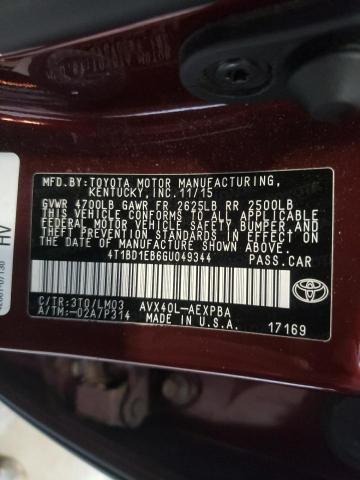 MFD.BY:TOYOTA MOTOR MANUFACTURING,
KENTUCKY,INC. 11/15
GVWR 4700LB GAWR FR 2625LB RR 2500LB
THIS VEHICLE CONFORMS TO ALL APPLICABLE
FEDERAL MOTOR VEHICLE SAFETY, BUMPER,AND
THEFT PREVENTION STANDARDS IN EFFECT ON
THE DATE OF MANUFACTURE SHOWN ABOVE.
4T1BD1EB6GU049344 PASS.CAR
C/TR:3T0/LM03 AVX40L-AEXPBA
A/TM:-02A7P314 MADE IN U.S.A.
17169
TOYOTA
HV